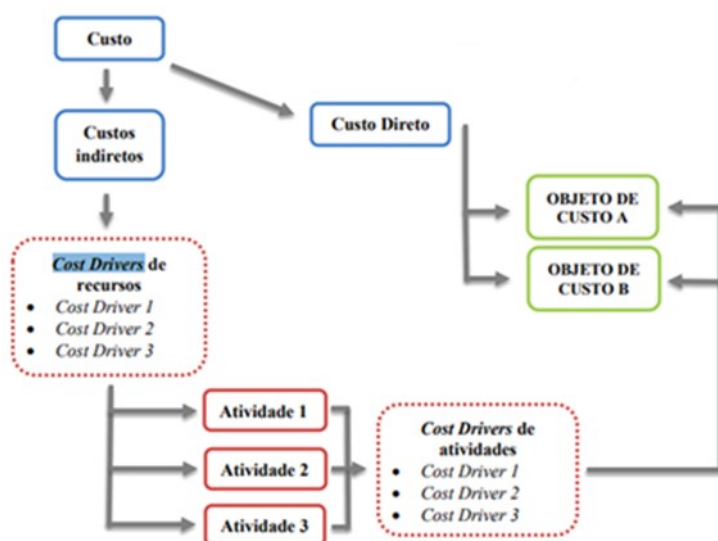 Custo
Custos
indiretos
Custo Direto
OBJETO DE
CUSTO A
OBJETO DE
CUSTO B
Cost Drivers de
recursos
• Cost Driver 1
• Cost Driver 2
• Cost Driver 3
Atividade 1
Atividade 2
Atividade 3
Cost Drivers de
atividades
• Cost Driver 1
• Cost Driver 2
• Cost Driver 3